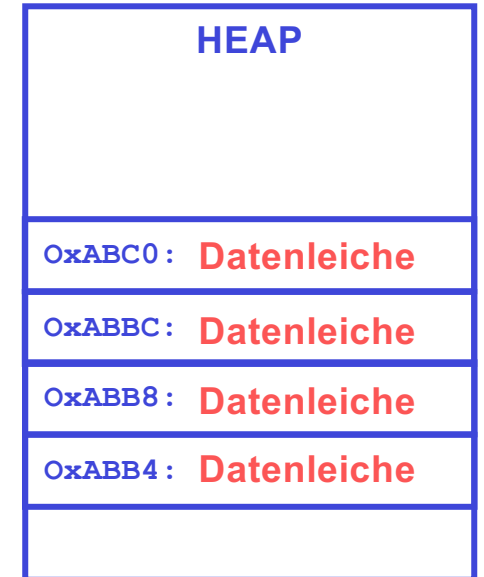 HEAP
OxABC0: Datenleiche
OxABBC: Datenleiche
OxABB8: Datenleiche
OxABB4: Datenleiche